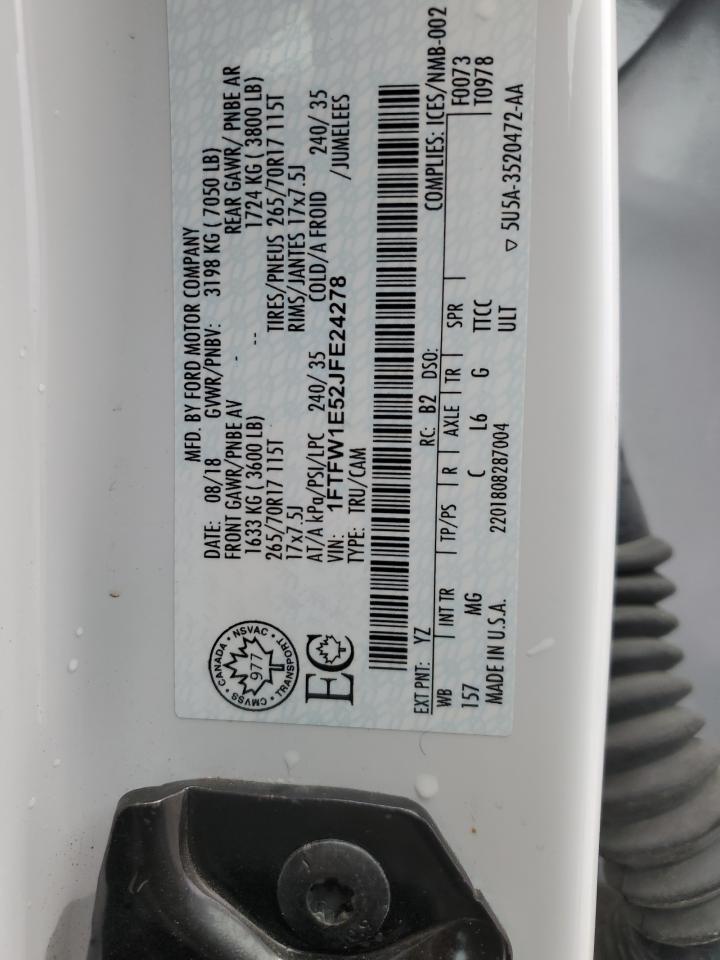 MFD. BY FORD MOTOR COMPANY
DATE: 08/18 GVWR/PNBV: 3198 KG ( 7050 LB)
FRONT GAWR/PNBE AV REAR GAWR/ PNBE AR
1633 KG ( 3600 LB) - 1724 KG ( 3800 LB)
265/70R17 115T -- TIRES/PNEUS 265/70R17 115T
17x7.5J RIMS/JANTES 17x7.5J
AT/A kPa/PSI/LPC 240/ 35 COLD/A FROID 240/ 35
VIN: 1FTFW1E52JFE24278 /JUMELEES
TYPE: TRU/CAM
CANADA • NSVAC • TRANSPORT • CMVSS •
977
EC
EXT PNT: YZ RC: B2 DSO: COMPLIES: ICES/NMB-002
WB INT TR TP/PS R AXLE TR SPR F0073
157 MG C L6 G TTCC T0978
MADE IN U.S.A. 2201808287004 ULT ▽ 5U5A-3520472-AA